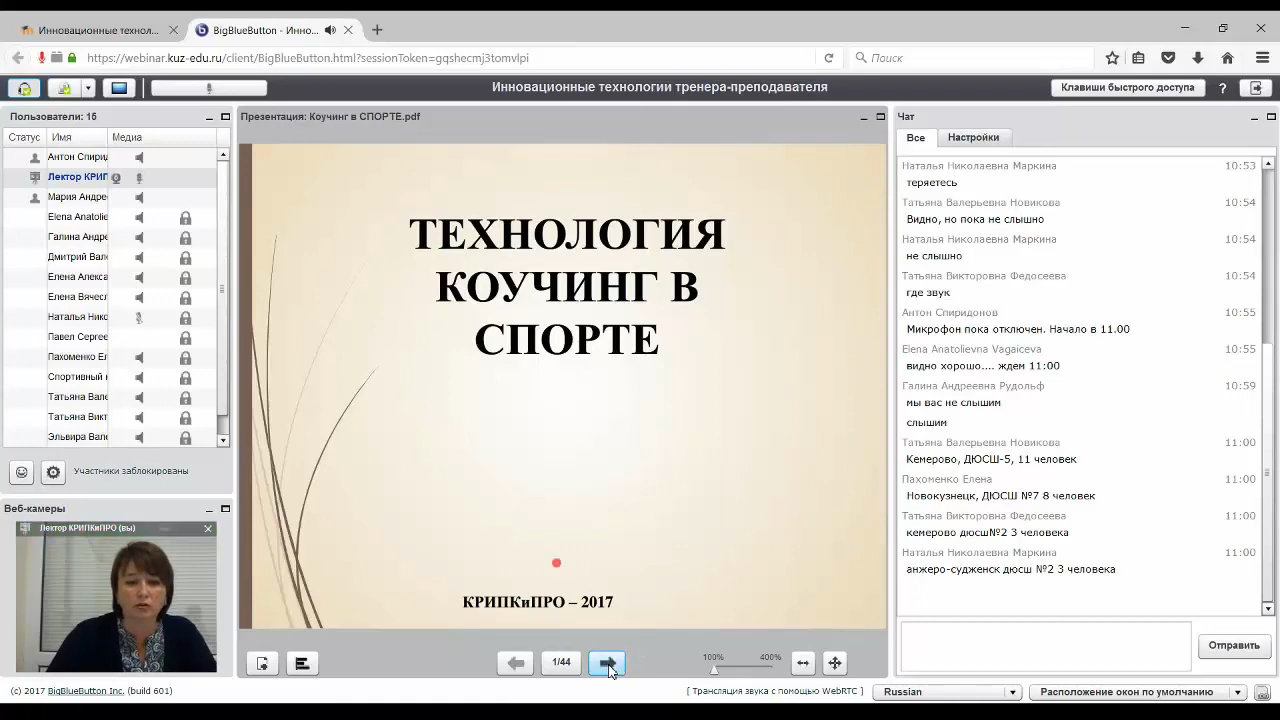 Инновационные технол.
BigBlueButton - Инно...
https://webinar.kuz-edu.ru/client/BigBlueButton.html?sessionToken=gqshecmj3tomvlpi
Поиск
Инновационные технологии тренера-преподавателя
Клавиши быстрого доступа
?
Пользователи: 15
Статус Имя Медиа
Антон Спирид
Лектор КРИП
Мария Андре
Elena Anatolie
Галина Андре
Дмитрий Вал
Елена Алекса
Елена Вячесл
Наталья Нико
Павел Сергее
Пахоменко Ел
Спортивный к
Татьяна Вале
Татьяна Викт
Эльвира Вале
Участники заблокированы
Веб-камеры
Лектор КРИПКиПРО (вы)
Презентация: Коучинг в СПОРТЕ.pdf
ТЕХНОЛОГИЯ
КОУЧИНГ В
СПОРТЕ
КРИПКиПРО – 2017
1/44
100% 400%
Чат
Все Настройки
Наталья Николаевна Маркина 10:53
теряетесь
Татьяна Валерьевна Новикова 10:54
Видно, но пока не слышно
Наталья Николаевна Маркина 10:54
не слышно
Татьяна Викторовна Федосеева 10:54
где звук
Антон Спиридонов 10:55
Микрофон пока отключен. Начало в 11.00
Elena Anatolievna Vagaiceva 10:55
видно хорошо.... ждем 11:00
Галина Андреевна Рудольф 10:59
мы вас не слышим
слышим
Татьяна Валерьевна Новикова 11:00
Кемерово, ДЮСШ-5, 11 человек
Пахоменко Елена 11:00
Новокузнецк, ДЮСШ №7 8 человек
Татьяна Викторовна Федосеева 11:00
кемерово дюсш№2 3 человека
Наталья Николаевна Маркина 11:00
анжеро-судженск дюсш №2 3 человека
Отправить
(c) 2017 BigBlueButton Inc. (build 601)
[ Трансляция звука с помощью WebRTC ]
Russian
Расположение окон по умолчанию